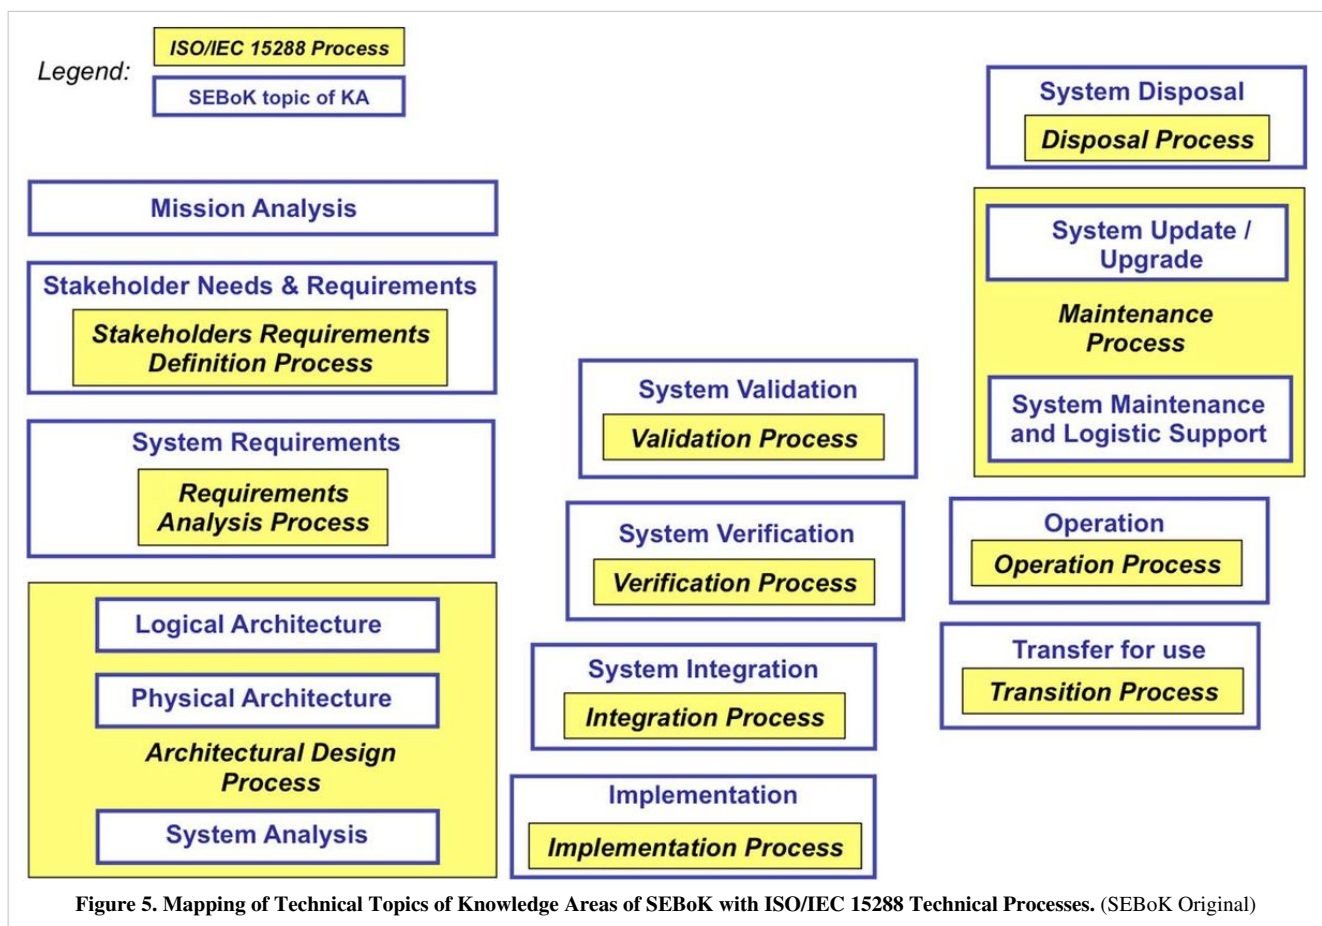 Legend:
ISO/IEC 15288 Process
SEBoK topic of KA
Mission Analysis
Stakeholder Needs & Requirements
Stakeholders Requirements
Definition Process
System Requirements
Requirements
Analysis Process
Logical Architecture
Physical Architecture
Architectural Design
Process
System Analysis
System Validation
Validation Process
System Verification
Verification Process
System Integration
Integration Process
Implementation
Implementation Process
System Disposal
Disposal Process
System Update /
Upgrade
Maintenance
Process
System Maintenance
and Logistic Support
Operation
Operation Process
Transfer for use
Transition Process
Figure 5. Mapping of Technical Topics of Knowledge Areas of SEBoK with ISO/IEC 15288 Technical Processes. (SEBoK Original)